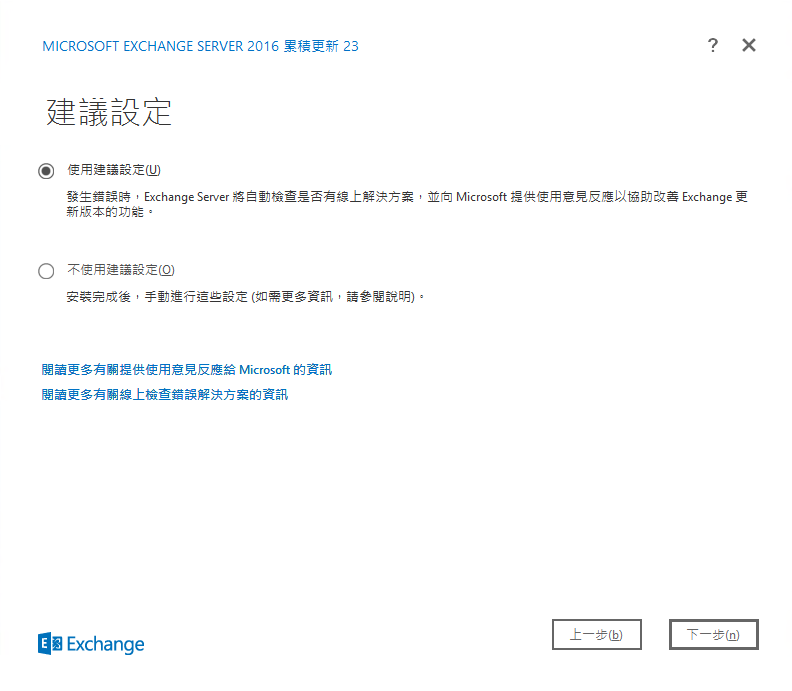 MICROSOFT EXCHANGE SERVER 2016 累積更新 23
?
建議設定
使用建議設定(U)
發生錯誤時，Exchange Server 將自動檢查是否有線上解決方案，並向 Microsoft 提供使用意見反應以協助改善 Exchange 更
新版本的功能。
不使用建議設定(O)
安裝完成後，手動進行這些設定 (如需更多資訊，請參閱說明)。
閱讀更多有關提供使用意見反應給 Microsoft 的資訊
閱讀更多有關線上檢查錯誤解決方案的資訊
E Exchange
上一步(b)
下一步(n)